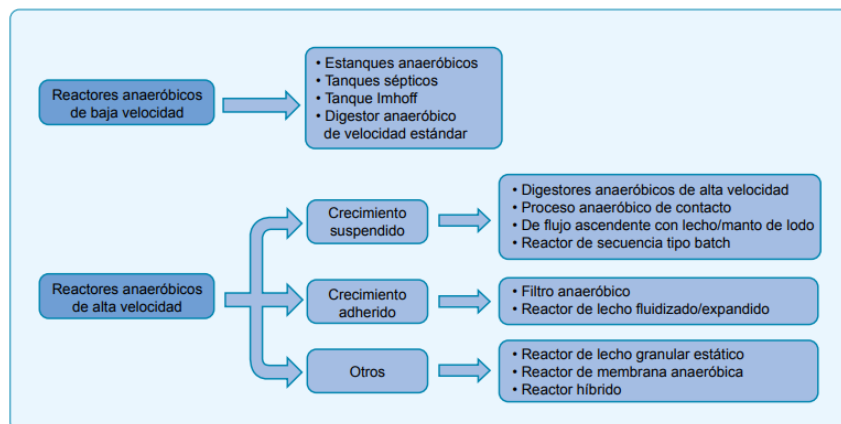 Reactores anaeróbicos
de baja velocidad
• Estanques anaeróbicos
• Tanques sépticos
• Tanque Imhoff
• Digestor anaeróbico
de velocidad estándar
Reactores anaeróbicos
de alta velocidad
Crecimiento
suspendido
• Digestores anaeróbicos de alta velocidad
• Proceso anaeróbico de contacto
• De flujo ascendente con lecho/manto de lodo
• Reactor de secuencia tipo batch
Crecimiento
adherido
• Filtro anaeróbico
• Reactor de lecho fluidizado/expandido
Otros
• Reactor de lecho granular estático
• Reactor de membrana anaeróbica
• Reactor híbrido